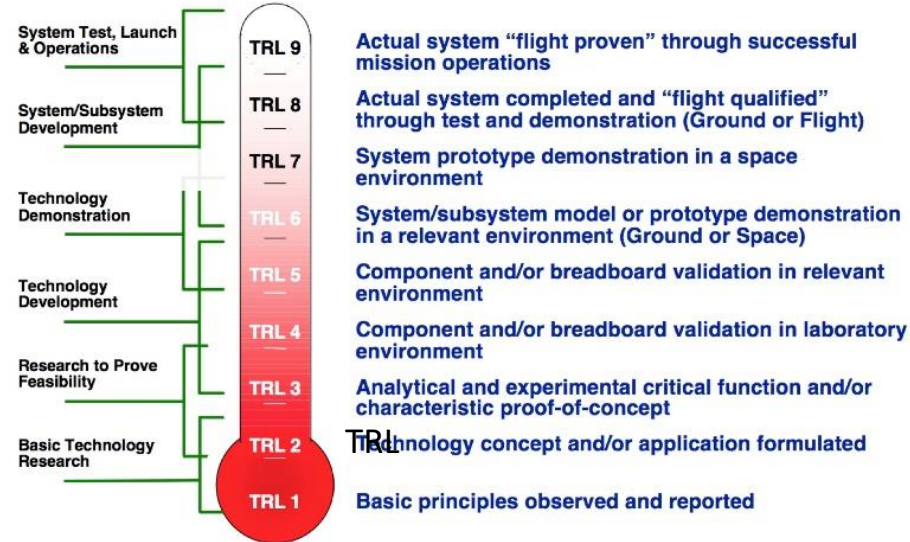 System Test, Launch
& Operations
System/Subsystem
Development
Technology
Demonstration
Technology
Development
Research to Prove
Feasibility
Basic Technology
Research
TRL 9
TRL 8
TRL 7
TRL 6
TRL 5
TRL 4
TRL 3
TRL 2
TRL 1
Actual system “flight proven” through successful
mission operations
Actual system completed and “flight qualified”
through test and demonstration (Ground or Flight)
System prototype demonstration in a space
environment
System/subsystem model or prototype demonstration
in a relevant environment (Ground or Space)
Component and/or breadboard validation in relevant
environment
Component and/or breadboard validation in laboratory
environment
Analytical and experimental critical function and/or
characteristic proof-of-concept
TRL
Technology concept and/or application formulated
Basic principles observed and reported